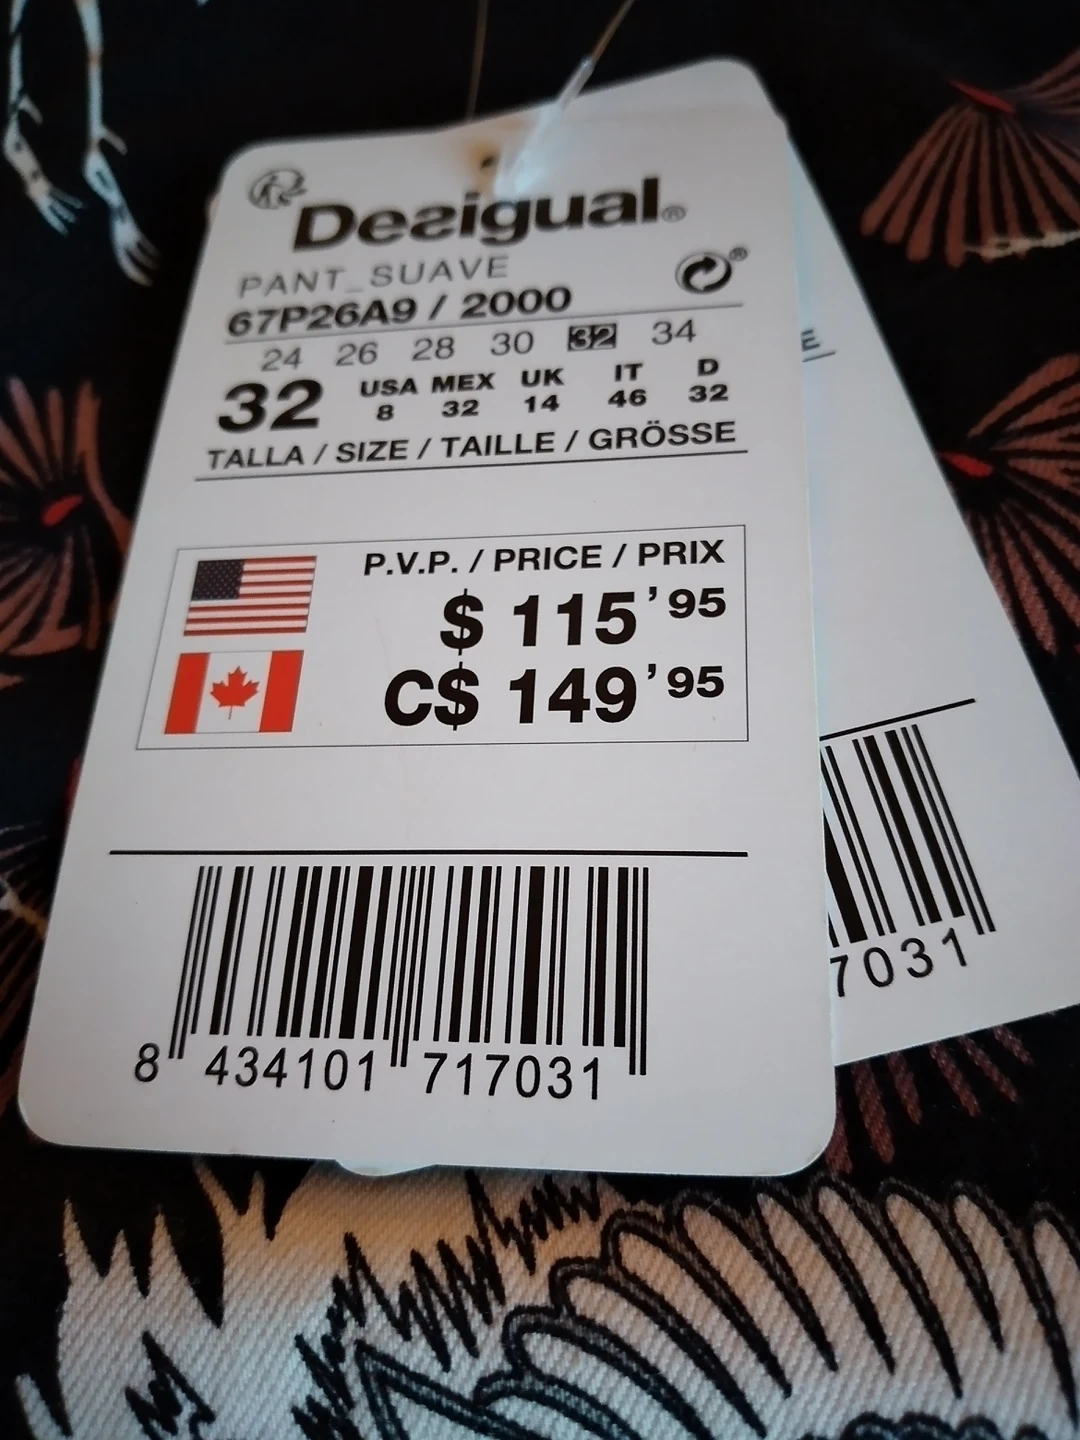 Desigual®
PANT_SUAVE
®
67P26A9 / 2000
24 26 28 30 32 34
32 USA MEX UK IT D
8 32 14 46 32
TALLA / SIZE / TAILLE / GRÖSSE
P.V.P. / PRICE / PRIX
$ 115'95
C$ 149'95
8 434101 717031
E
7031